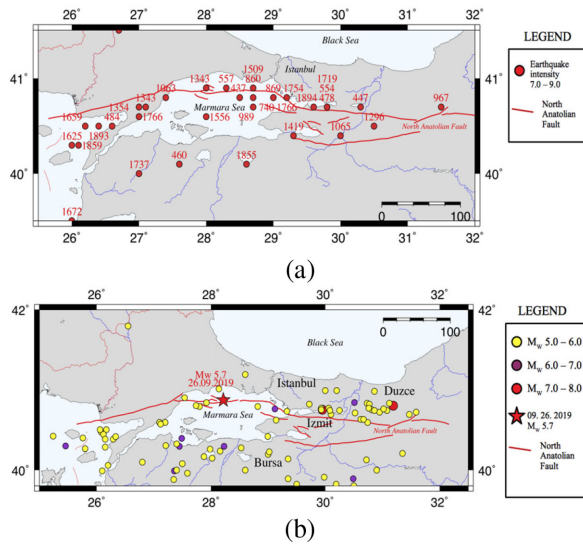 Black Sea
LEGEND
Earthquake
intensity
7.0 – 9.0
North
Anatolian
Fault
41°
40°
1509
Istanbul
1343 557 860 1719
1063 437 869 1754 554
1343 1894 478 447 967
1354 Marmara Sea
1659 484 1766 1556 740 1766
989
1625 1893 1419 1065 1296
1859
North Anatolian Fault
1737 460 1855
1672
0 100
26° 27° 28° 29° 30° 31° 32°
(a)
26° 28° 30° 32°
42° 42°
0 100
Black Sea
LEGEND
Mw 5.0 – 6.0
Mw 6.0 – 7.0
Mw 7.0 – 8.0
09. 26. 2019
Mw 5.7
North
Anatolian
Fault
Mw 5.7
26.09.2019
Istanbul
Duzce
Marmara Sea
Izmit
North Anatolian Fault
Bursa
40° 40°
26° 28° 30° 32°
(b)